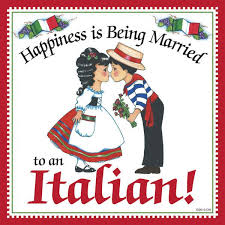 Happiness is Being Married
to an
Italian!